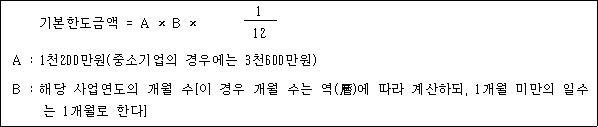 기본한도금액 = A × B × 1/12
A : 1천200만원(중소기업의 경우에는 3천600만원)
B : 해당 사업연도의 개월 수[이 경우 개월 수는 역(曆)에 따라 계산하되, 1개월 미만의 일수
는 1개월로 한다]